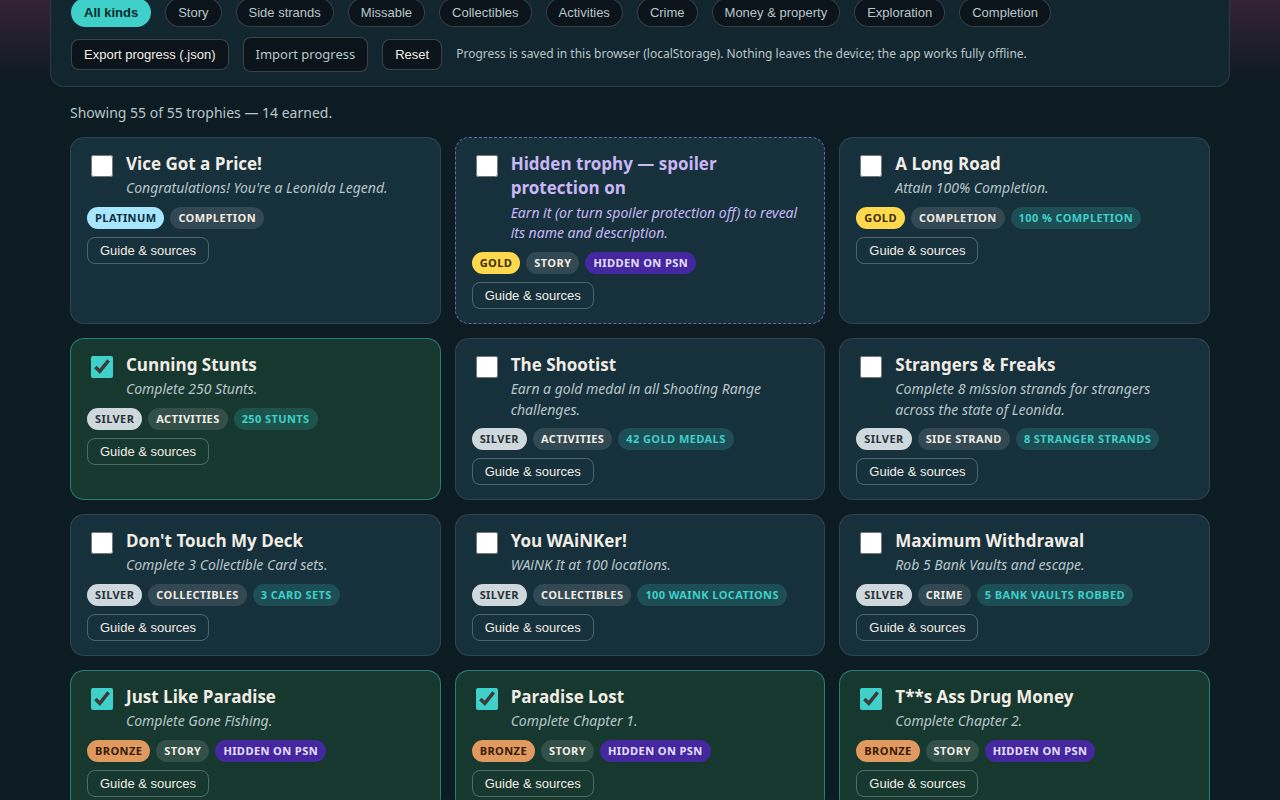 All kinds Story Side strands Missable Collectibles Activities Crime Money & property Exploration Completion
Export progress (.json) Import progress Reset Progress is saved in this browser (localStorage). Nothing leaves the device; the app works fully offline.
Showing 55 of 55 trophies — 14 earned.
Vice Got a Price!
Congratulations! You're a Leonida Legend.
PLATINUM COMPLETION
Guide & sources
Hidden trophy — spoiler
protection on
Earn it (or turn spoiler protection off) to reveal
its name and description.
GOLD STORY HIDDEN ON PSN
Guide & sources
A Long Road
Attain 100% Completion.
GOLD COMPLETION 100 % COMPLETION
Guide & sources
Cunning Stunts
Complete 250 Stunts.
SILVER ACTIVITIES 250 STUNTS
Guide & sources
The Shootist
Earn a gold medal in all Shooting Range
challenges.
SILVER ACTIVITIES 42 GOLD MEDALS
Guide & sources
Strangers & Freaks
Complete 8 mission strands for strangers
across the state of Leonida.
SILVER SIDE STRAND 8 STRANGER STRANDS
Guide & sources
Don't Touch My Deck
Complete 3 Collectible Card sets.
SILVER COLLECTIBLES 3 CARD SETS
Guide & sources
You WAiNKer!
WAiNK It at 100 locations.
SILVER COLLECTIBLES 100 WAINK LOCATIONS
Guide & sources
Maximum Withdrawal
Rob 5 Bank Vaults and escape.
SILVER CRIME 5 BANK VAULTS ROBBED
Guide & sources
Just Like Paradise
Complete Gone Fishing.
BRONZE STORY HIDDEN ON PSN
Guide & sources
Paradise Lost
Complete Chapter 1.
BRONZE STORY HIDDEN ON PSN
Guide & sources
T**s Ass Drug Money
Complete Chapter 2.
BRONZE STORY HIDDEN ON PSN
Guide & sources